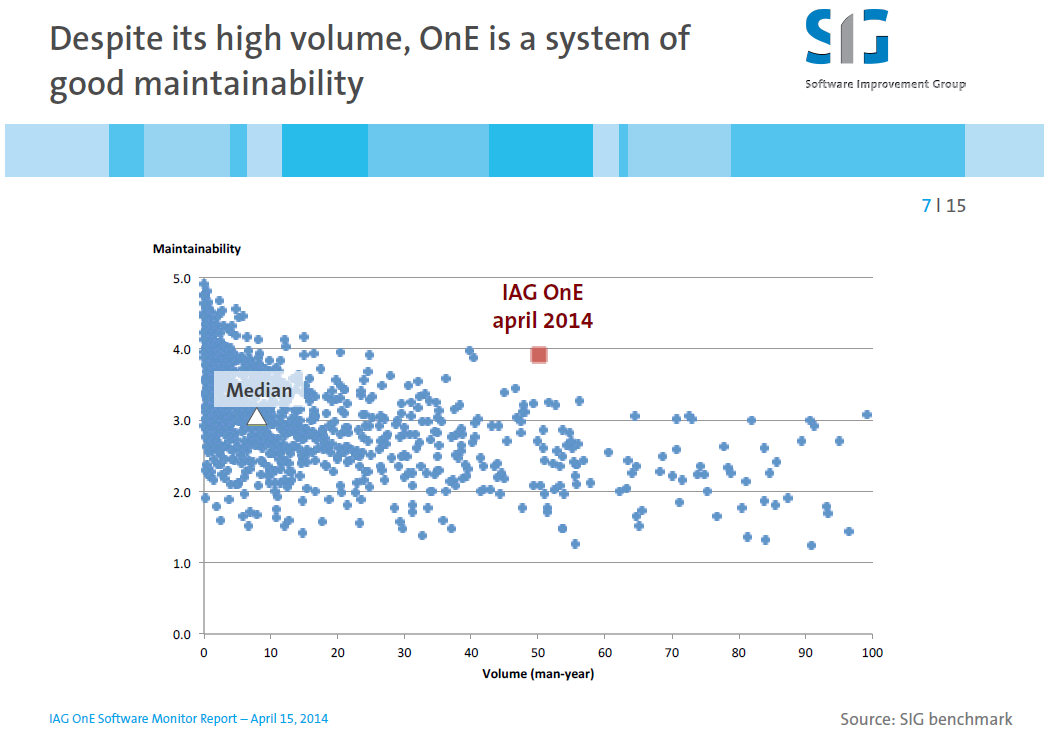 Despite its high volume, OnE is a system of
good maintainability
SIG
Software Improvement Group
7 | 15
Maintainability
5.0
4.0
3.0
2.0
1.0
0.0
IAG OnE
april 2014
Median
0 10 20 30 40 50 60 70 80 90 100
Volume (man-year)
IAG OnE Software Monitor Report – April 15, 2014
Source: SIG benchmark